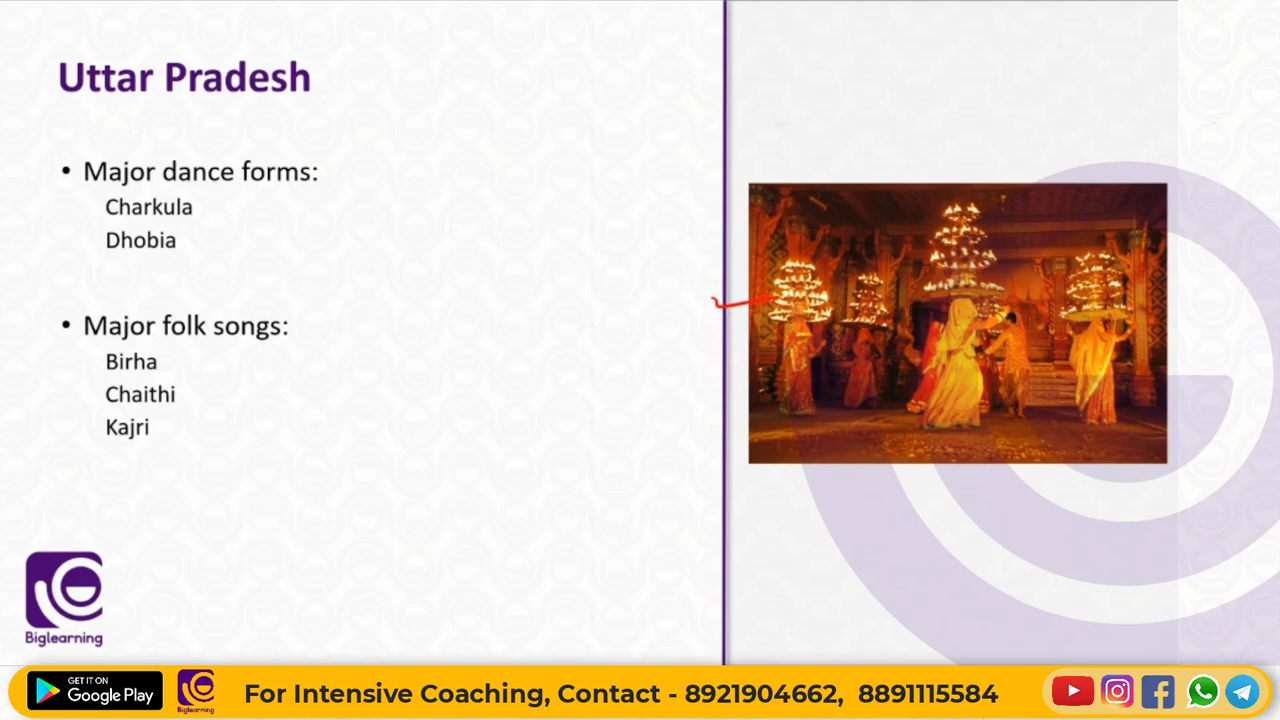 Uttar Pradesh
• Major dance forms:
Charkula
Dhobia
• Major folk songs:
Birha
Chaithi
Kajri
Biglearning
GET IT ON
Google Play
Biglearning
For Intensive Coaching, Contact - 8921904662, 8891115584